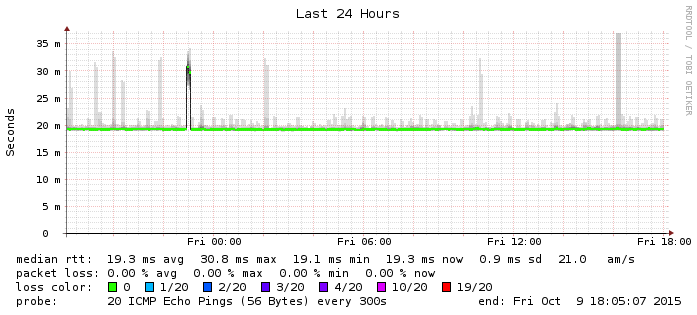 Last 24 Hours
RRDTOOL / TOBI OETIKER
Seconds
35 m
30 m
25 m
20 m
15 m
10 m
5 m
0
Fri 00:00 Fri 06:00 Fri 12:00 Fri 18:00
median rtt: 19.3 ms avg 30.8 ms max 19.1 ms min 19.3 ms now 0.9 ms sd 21.0 am/s
packet loss: 0.00 % avg 0.00 % max 0.00 % min 0.00 % now
loss color: 0 1/20 2/20 3/20 4/20 10/20 19/20
probe: 20 ICMP Echo Pings (56 Bytes) every 300s end: Fri Oct 9 18:05:07 2015